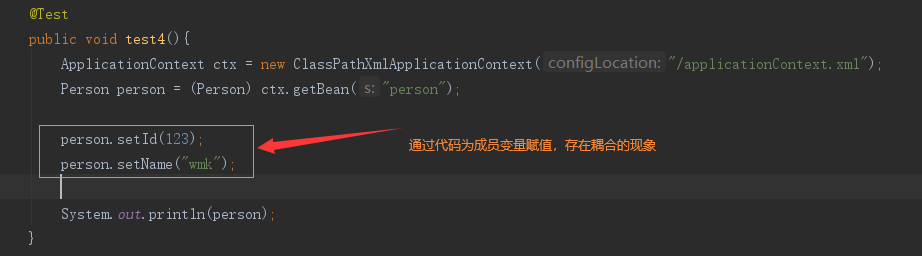 @Test
public void test4(){
ApplicationContext ctx = new ClassPathXmlApplicationContext( configLocation: "/applicationContext.xml");
Person person = (Person) ctx.getBean( s: "person");
person.setId(123);
person.setName("wmk");
通过代码为成员变量赋值，存在耦合的现象
System.out.println(person);
}